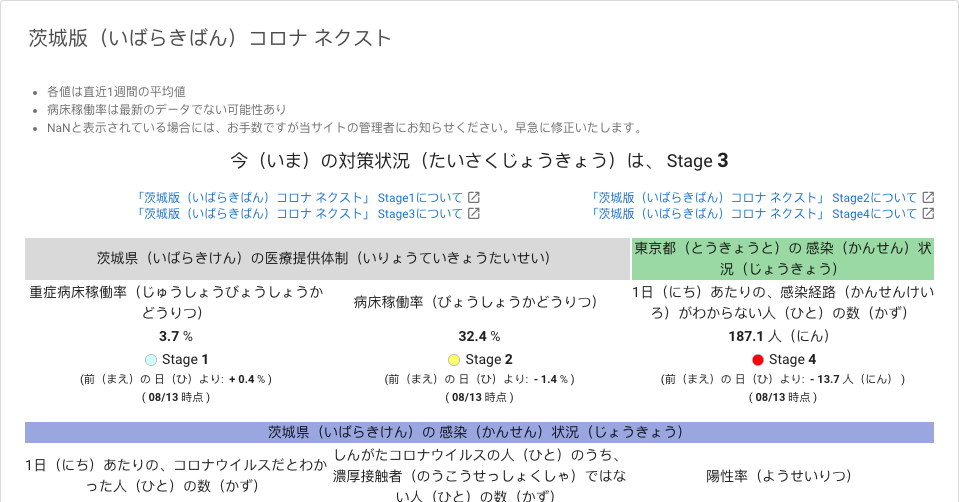 茨城版（いばらきばん）コロナ ネクスト
各値は直近1週間の平均値
病床稼働率は最新のデータでない可能性あり
NaNと表示されている場合には、お手数ですが当サイトの管理者にお知らせください。早急に修正いたします。
今（いま）の対策状況（たいさくじょうきょう）は、 Stage 3
「茨城版（いばらきばん）コロナ ネクスト」 Stage1について
「茨城版（いばらきばん）コロナ ネクスト」 Stage2について
「茨城版（いばらきばん）コロナ ネクスト」 Stage3について
「茨城版（いばらきばん）コロナ ネクスト」 Stage4について
茨城県（いばらきけん）の医療提供体制（いりょうていきょうたいせい）
東京都（とうきょうと）の 感染（かんせん）状
況（じょうきょう）
重症病床稼働率（じゅうしょうびょうしょうか
どうりつ）
3.7 %
Stage 1
(前（まえ）の 日（ひ）より: + 0.4 % )
( 08/13 時点 )
病床稼働率（びょうしょうかどうりつ）
32.4 %
Stage 2
(前（まえ）の 日（ひ）より: - 1.4 % )
( 08/13 時点 )
1日（にち）あたりの、感染経路（かんせんけい
ろ）がわからない人（ひと）の数（かず）
187.1 人（にん）
Stage 4
(前（まえ）の 日（ひ）より: - 13.7 人（にん） )
( 08/13 時点 )
茨城県（いばらきけん）の 感染（かんせん）状況（じょうきょう）
1日（にち）あたりの、コロナウイルスだとわか
った人（ひと）の数（かず）
しんがたコロナウイルスの人（ひと）のうち、
濃厚接触者（のうこうせっしょくしゃ）ではな
い人（ひと）の数（かず）
陽性率（ようせいりつ）